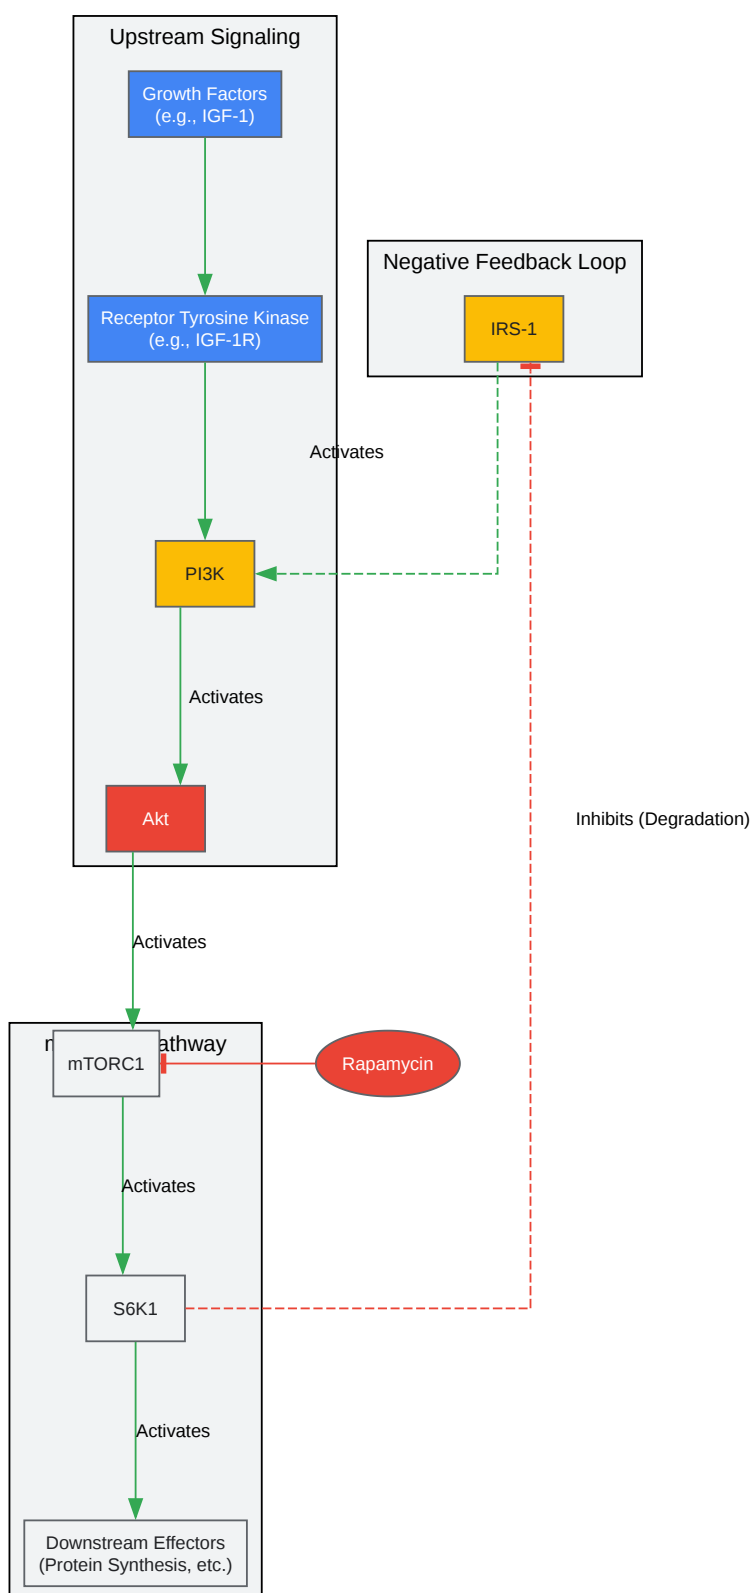 Upstream Signaling
Growth Factors
(e.g., IGF-1)
Negative Feedback Loop
Receptor Tyrosine Kinase
(e.g., IGF-1R)
IRS-1
Activates
PI3K
Activates
Akt
Inhibits (Degradation)
Activates
mTORC1
Rapamycin
Activates
S6K1
Activates
Downstream Effectors
(Protein Synthesis, etc.)